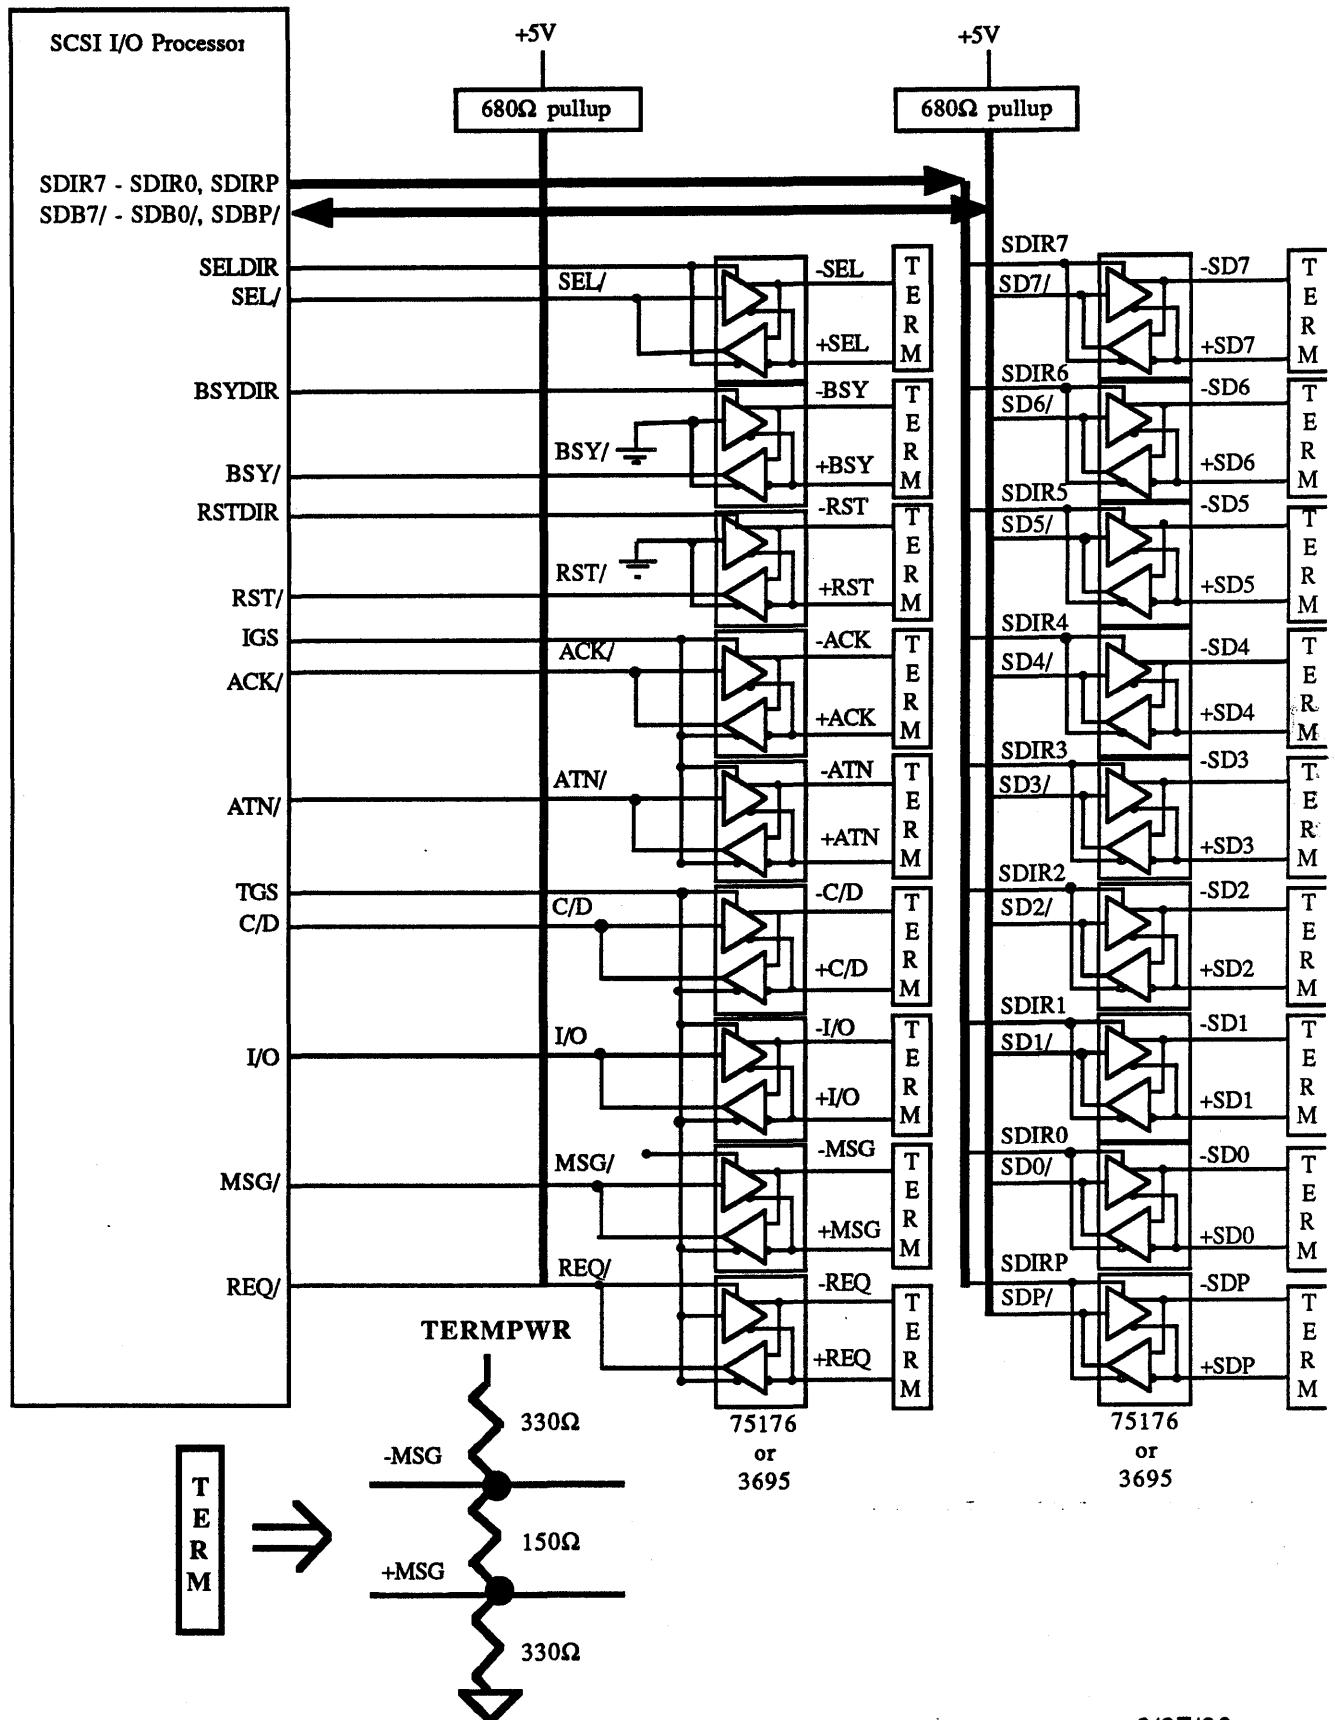 SCSI I/O Processor
+5V
+5V
680Ω pullup
680Ω pullup
SDIR7 - SDIR0, SDIRP
SDB7/ - SDB0/, SDBP/
SELDIR
SEL/
BSYDIR
BSY/
RSTDIR
RST/
IGS
ACK/
ATN/
TGS
C/D
I/O
MSG/
REQ/
SEL/
BSY/
RST/
ACK/
ATN/
C/D
I/O
MSG/
REQ/
-SEL
+SEL
TERM
-BSY
+BSY
TERM
-RST
+RST
TERM
-ACK
+ACK
TERM
-ATN
+ATN
TERM
-C/D
+C/D
TERM
-I/O
+I/O
TERM
-MSG
+MSG
TERM
-REQ
+REQ
TERM
75176
or
3695
SDIR7
SD7/
-SD7
+SD7
TERM
SDIR6
SD6/
-SD6
+SD6
TERM
SDIR5
SD5/
-SD5
+SD5
TERM
SDIR4
SD4/
-SD4
+SD4
TERM
SDIR3
SD3/
-SD3
+SD3
TERM
SDIR2
SD2/
-SD2
+SD2
TERM
SDIR1
SD1/
-SD1
+SD1
TERM
SDIR0
SD0/
-SD0
+SD0
TERM
SDIRP
SDP/
-SDP
+SDP
TERM
75176
or
3695
TERMPWR
330Ω
-MSG
150Ω
+MSG
330Ω
TERM